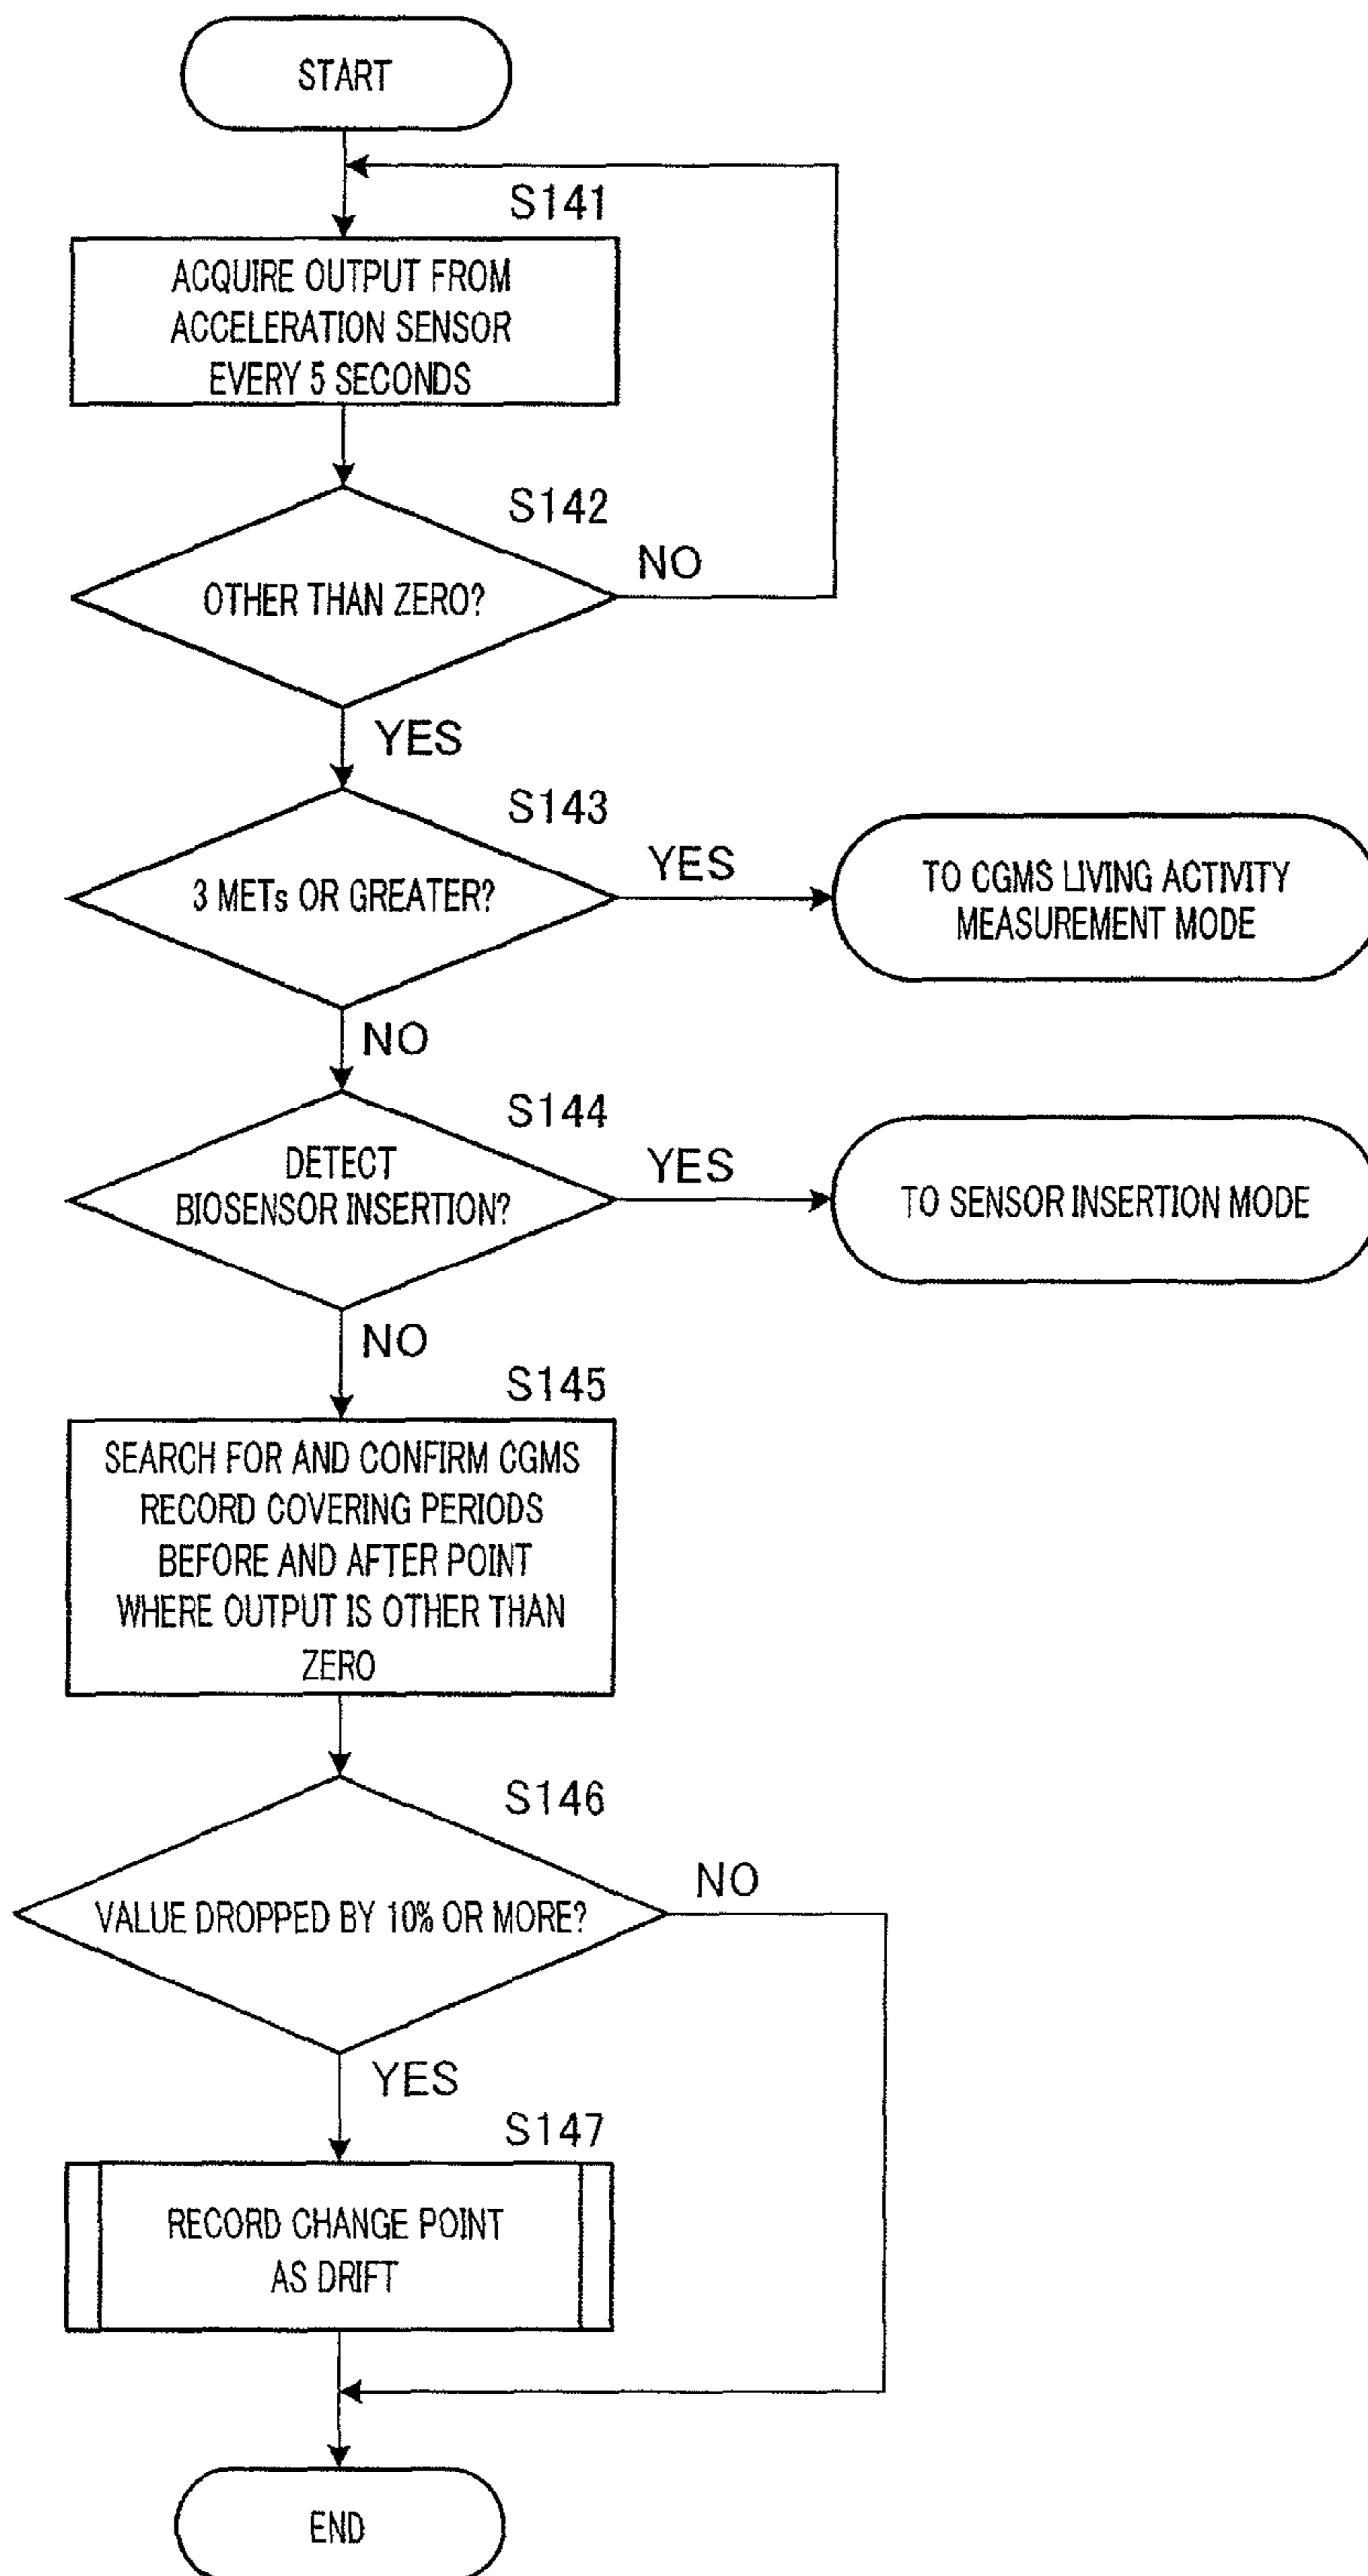 START
S141
ACQUIRE OUTPUT FROM
ACCELERATION SENSOR
EVERY 5 SECONDS
S142
OTHER THAN ZERO?
NO
YES
S143
3 METs OR GREATER?
YES
TO CGMS LIVING ACTIVITY
MEASUREMENT MODE
NO
S144
DETECT
BIOSENSOR INSERTION?
YES
TO SENSOR INSERTION MODE
NO
S145
SEARCH FOR AND CONFIRM CGMS
RECORD COVERING PERIODS
BEFORE AND AFTER POINT
WHERE OUTPUT IS OTHER THAN
ZERO
S146
VALUE DROPPED BY 10% OR MORE?
NO
YES
S147
RECORD CHANGE POINT
AS DRIFT
END